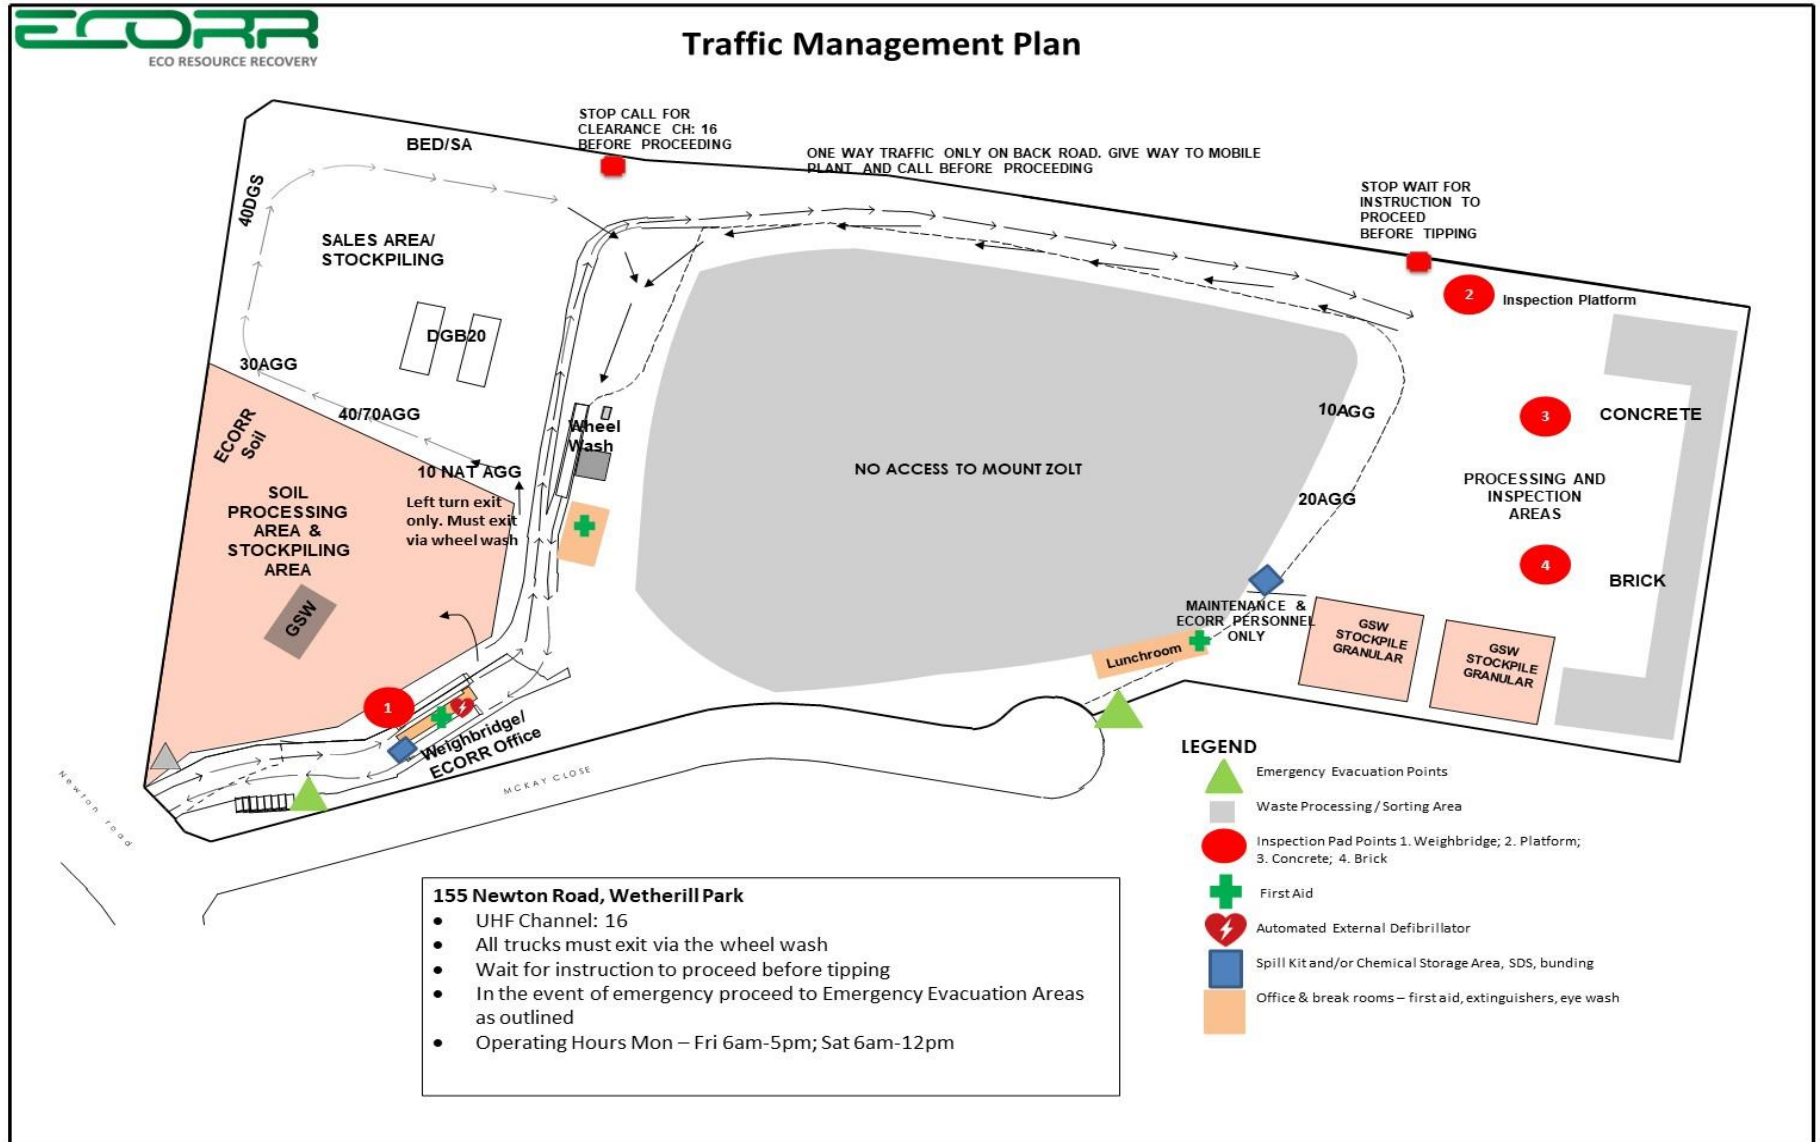 ECORR
ECO RESOURCE RECOVERY
Traffic Management Plan
STOP CALL FOR
CLEARANCE CH: 16
BEFORE PROCEEDING
BED/SA
ONE WAY TRAFFIC ONLY ON BACK ROAD. GIVE WAY TO MOBILE
PLANT AND CALL BEFORE PROCEEDING
STOP WAIT FOR
INSTRUCTION TO
PROCEED
BEFORE TIPPING
40DGS
SALES AREA/
STOCKPILING
2
Inspection Platform
DGB20
30AGG
40/70AGG
10AGG
3
CONCRETE
ECORR
Soil
Wheel
Wash
10 NAT AGG
NO ACCESS TO MOUNT ZOLT
20AGG
PROCESSING AND
INSPECTION
AREAS
SOIL
PROCESSING
AREA &
STOCKPILING
AREA
Left turn exit
only. Must exit
via wheel wash
4
BRICK
GSW
MAINTENANCE &
ECORR PERSONNEL
ONLY
Lunchroom
GSW
STOCKPILE
GRANULAR
GSW
STOCKPILE
GRANULAR
1
Weighbridge/
ECORR Office
MCKAY CLOSE
Newton road
LEGEND
Emergency Evacuation Points
Waste Processing / Sorting Area
Inspection Pad Points 1. Weighbridge; 2. Platform;
3. Concrete; 4. Brick
First Aid
Automated External Defibrillator
Spill Kit and/or Chemical Storage Area, SDS, bunding
Office & break rooms – first aid, extinguishers, eye wash
155 Newton Road, Wetherill Park
• UHF Channel: 16
• All trucks must exit via the wheel wash
• Wait for instruction to proceed before tipping
• In the event of emergency proceed to Emergency Evacuation Areas
as outlined
• Operating Hours Mon – Fri 6am-5pm; Sat 6am-12pm